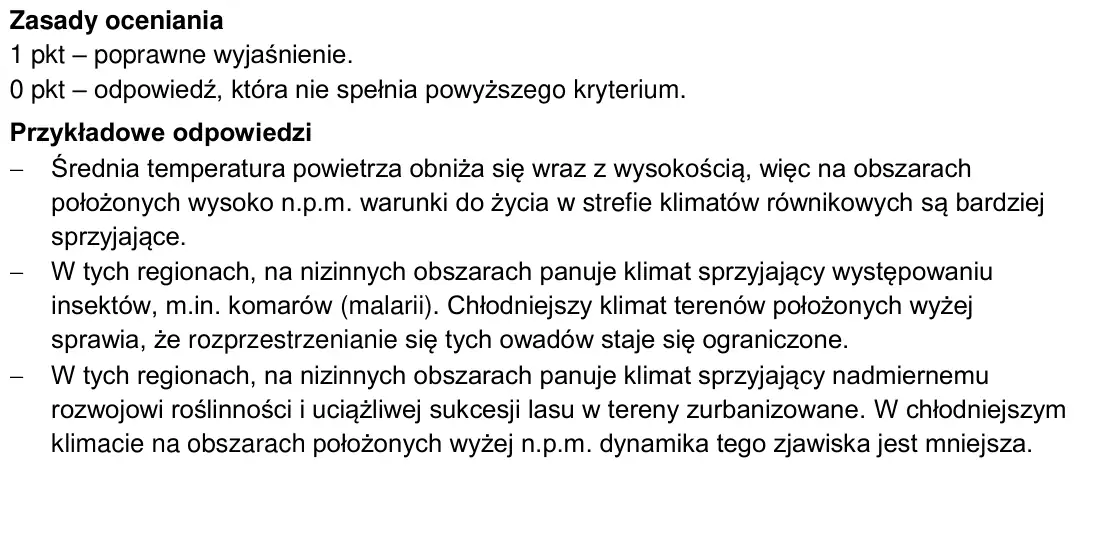 Zasady oceniania
1 pkt – poprawne wyjaśnienie.
0 pkt – odpowiedź, która nie spełnia powyższego kryterium.
Przykładowe odpowiedzi
– Średnia temperatura powietrza obniża się wraz z wysokością, więc na obszarach
położonych wysoko n.p.m. warunki do życia w strefie klimatów równikowych są bardziej
sprzyjające.
– W tych regionach, na nizinnych obszarach panuje klimat sprzyjający występowaniu
insektów, m.in. komarów (malarii). Chłodniejszy klimat terenów położonych wyżej
sprawia, że rozprzestrzenianie się tych owadów staje się ograniczone.
– W tych regionach, na nizinnych obszarach panuje klimat sprzyjający nadmiernemu
rozwojowi roślinności i uciążliwej sukcesji lasu w tereny zurbanizowane. W chłodniejszym
klimacie na obszarach położonych wyżej n.p.m. dynamika tego zjawiska jest mniejsza.